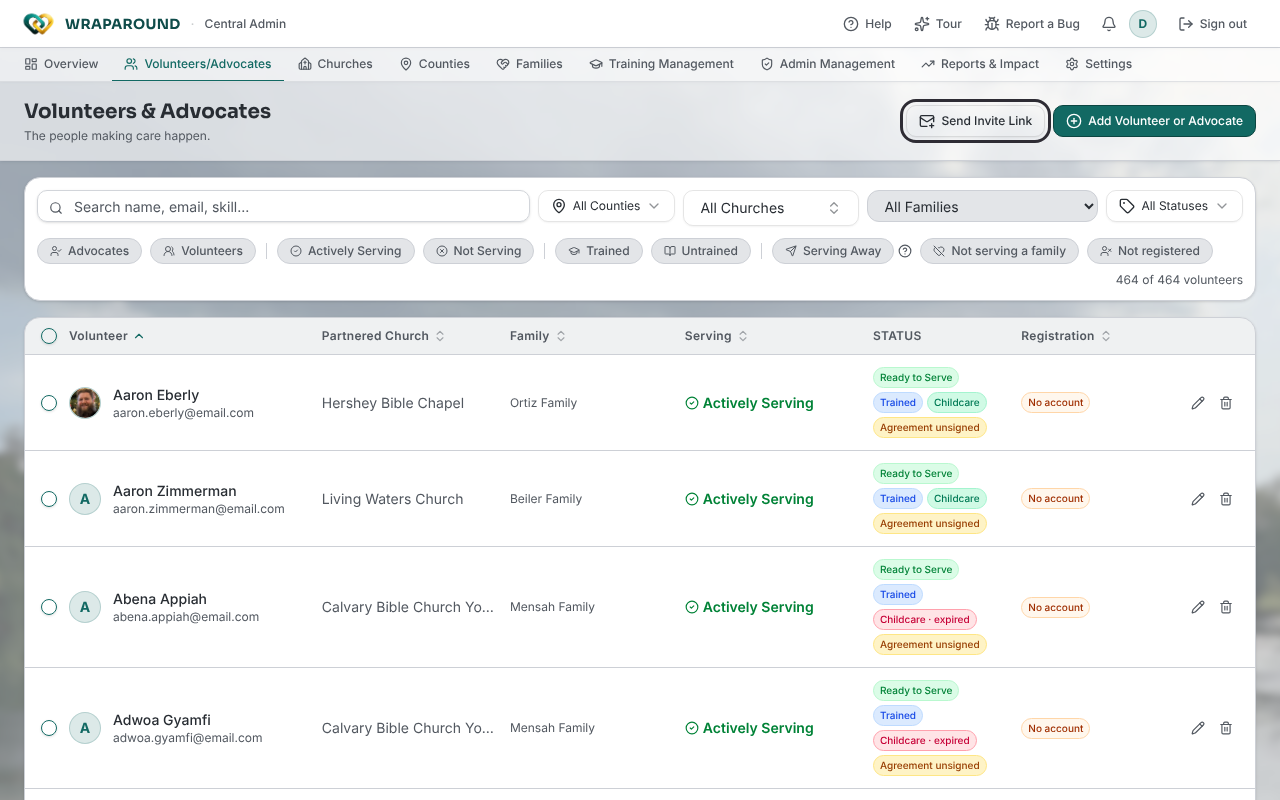 WRAPAROUND · Central Admin
Help
Tour
Report a Bug
D
Sign out
Overview
Volunteers/Advocates
Churches
Counties
Families
Training Management
Admin Management
Reports & Impact
Settings
Volunteers & Advocates
The people making care happen.
Send Invite Link
Add Volunteer or Advocate
Search name, email, skill...
All Counties
All Churches
All Families
All Statuses
Advocates
Volunteers
Actively Serving
Not Serving
Trained
Untrained
Serving Away
Not serving a family
Not registered
464 of 464 volunteers
Volunteer
Partnered Church
Family
Serving
STATUS
Registration
Aaron Eberly
aaron.eberly@email.com
Hershey Bible Chapel
Ortiz Family
Actively Serving
Ready to Serve
Trained
Childcare
Agreement unsigned
No account
A
Aaron Zimmerman
aaron.zimmerman@email.com
Living Waters Church
Beiler Family
Actively Serving
Ready to Serve
Trained
Childcare
Agreement unsigned
No account
A
Abena Appiah
abena.appiah@email.com
Calvary Bible Church Yo...
Mensah Family
Actively Serving
Ready to Serve
Trained
Childcare · expired
Agreement unsigned
No account
A
Adwoa Gyamfi
adwoa.gyamfi@email.com
Calvary Bible Church Yo...
Mensah Family
Actively Serving
Ready to Serve
Trained
Childcare · expired
Agreement unsigned
No account